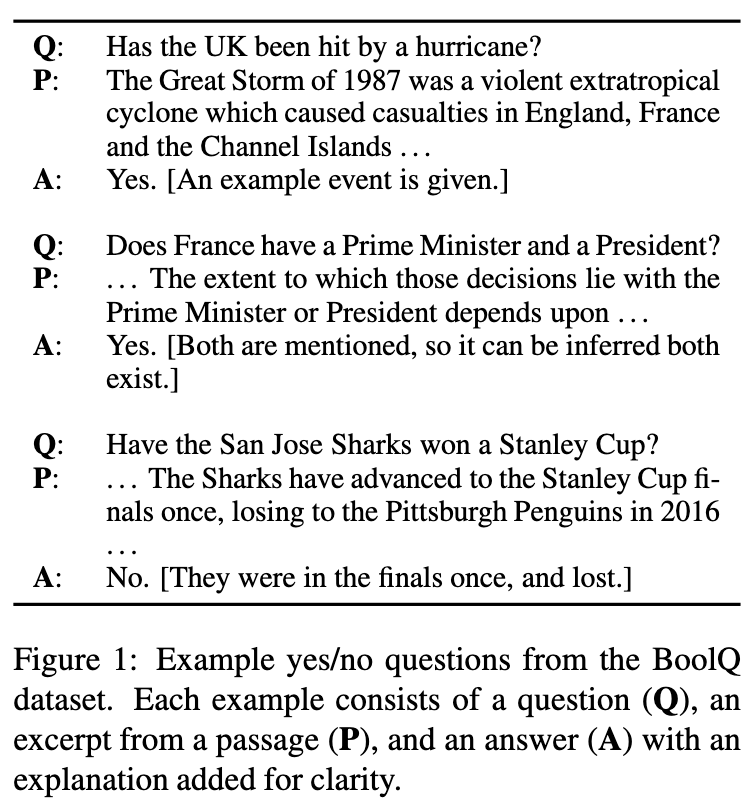 Q: Has the UK been hit by a hurricane?
P: The Great Storm of 1987 was a violent extratropical
cyclone which caused casualties in England, France
and the Channel Islands ...
A: Yes. [An example event is given.]
Q: Does France have a Prime Minister and a President?
P: ... The extent to which those decisions lie with the
Prime Minister or President depends upon ...
A: Yes. [Both are mentioned, so it can be inferred both
exist.]
Q: Have the San Jose Sharks won a Stanley Cup?
P: ... The Sharks have advanced to the Stanley Cup fi-
nals once, losing to the Pittsburgh Penguins in 2016
...
A: No. [They were in the finals once, and lost.]
Figure 1: Example yes/no questions from the BoolQ
dataset. Each example consists of a question (Q), an
excerpt from a passage (P), and an answer (A) with an
explanation added for clarity.